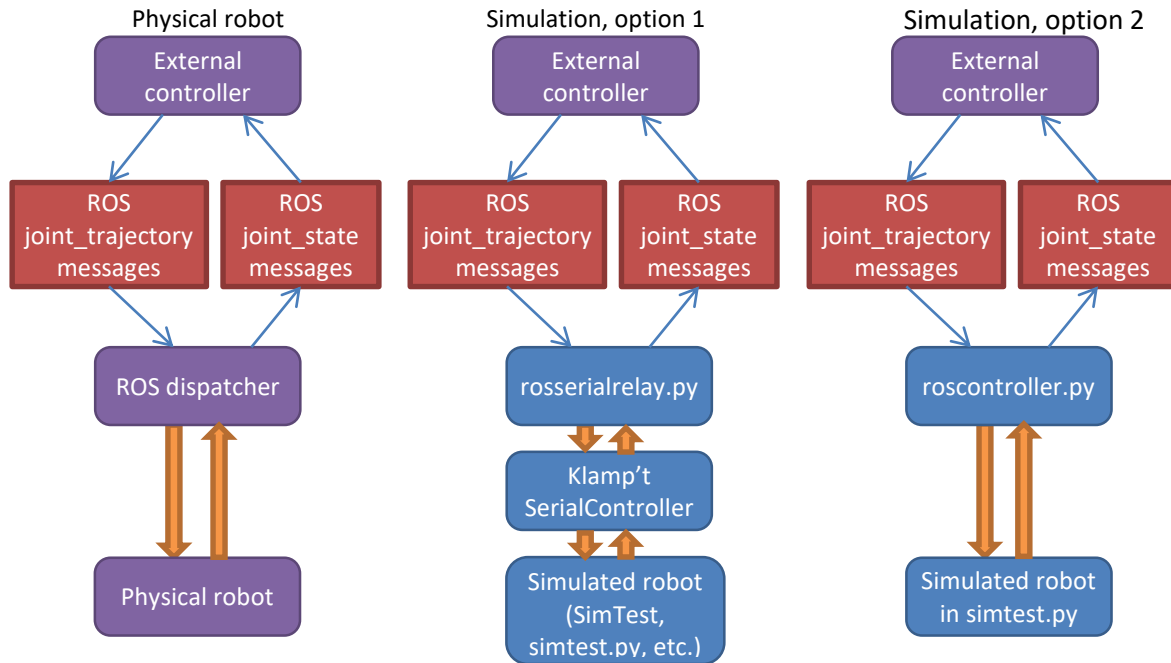 Physical robot
External
controller
ROS
joint_trajectory
messages
ROS
joint_state
messages
ROS dispatcher
Physical robot
Simulation, option 1
External
controller
ROS
joint_trajectory
messages
ROS
joint_state
messages
rosserialrelay.py
Klamp’t
SerialController
Simulated robot
(SimTest,
simtest.py, etc.)
Simulation, option 2
External
controller
ROS
joint_trajectory
messages
ROS
joint_state
messages
roscontroller.py
Simulated robot
in simtest.py